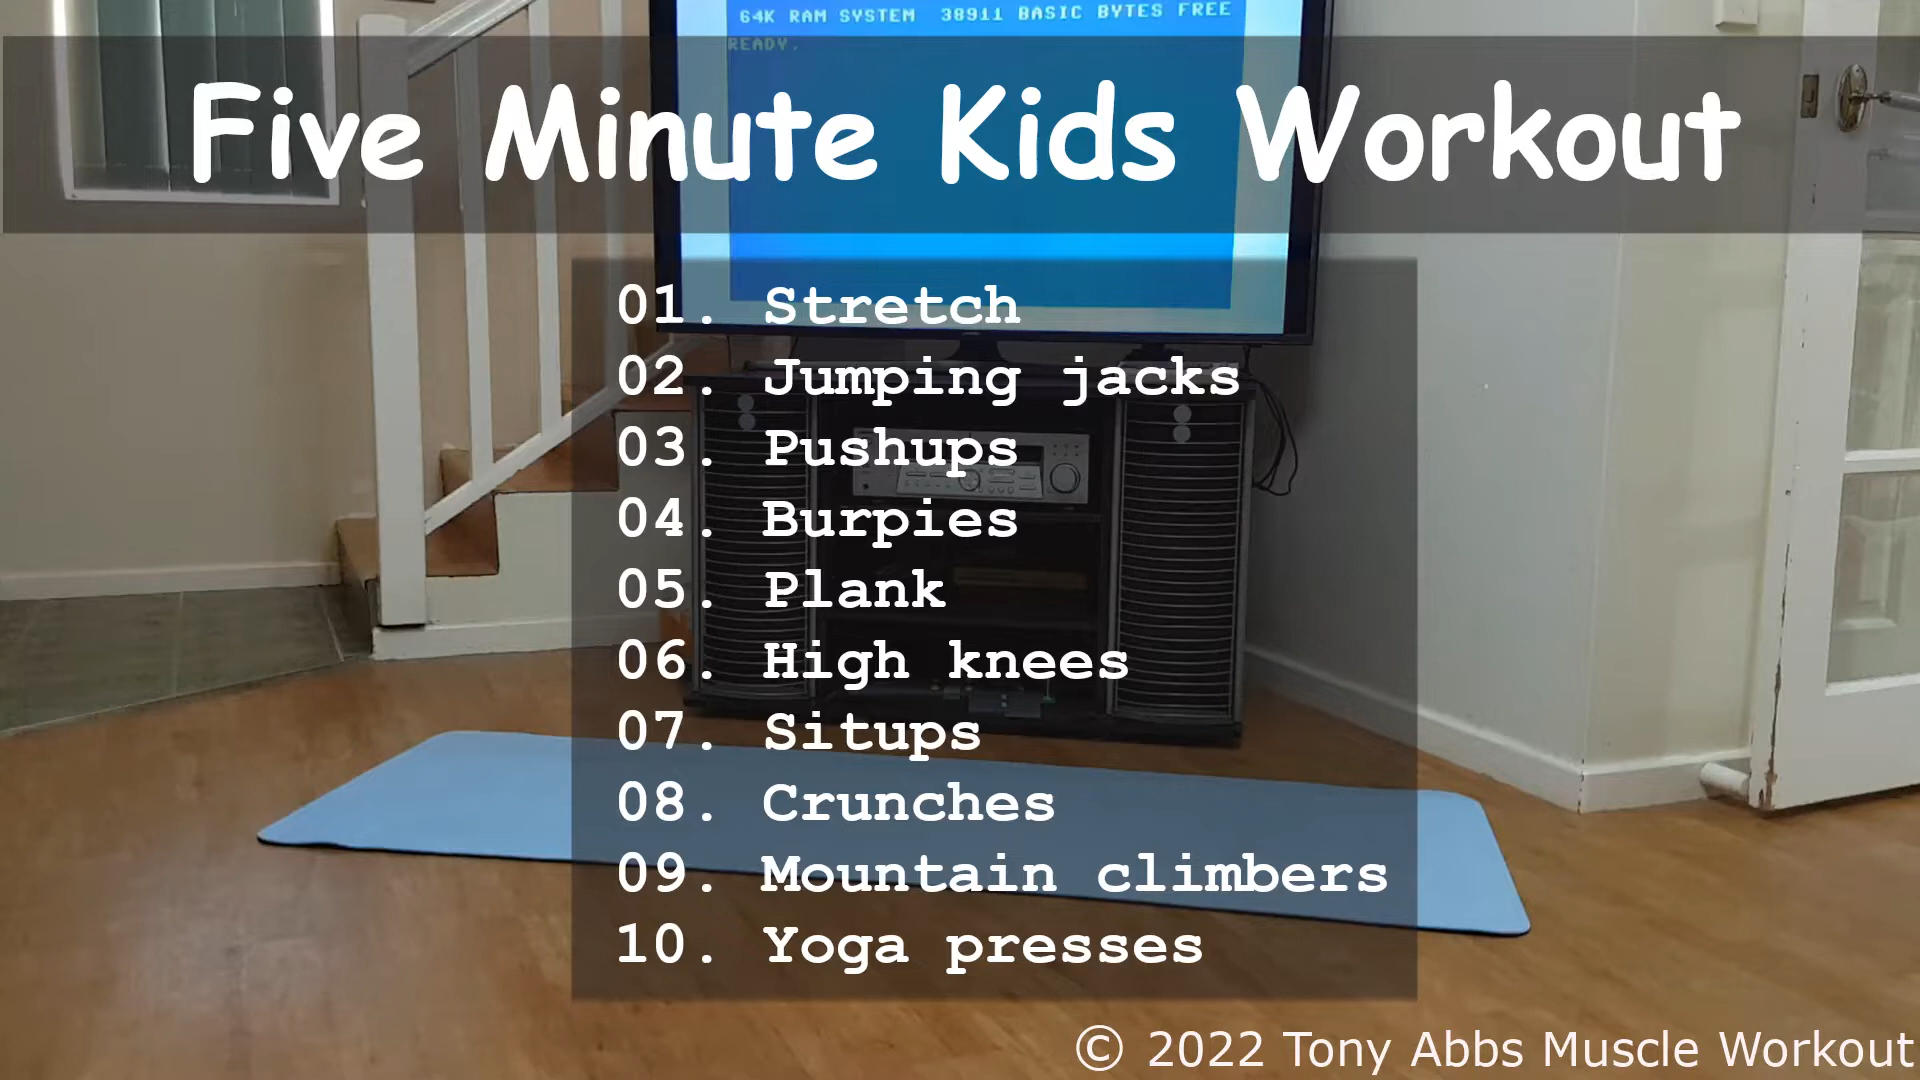 64K RAM SYSTEM 38911 BASIC BYTES FREE
READY.
Five Minute Kids Workout
01. Stretch
02. Jumping jacks
03. Pushups
04. Burpies
05. Plank
06. High knees
07. Situps
08. Crunches
09. Mountain climbers
10. Yoga presses
© 2022 Tony Abbs Muscle Workout